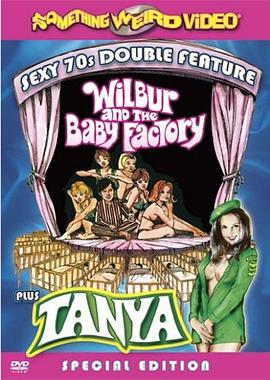 SOMETHING WEIRD VIDEO
SEXY 70s DOUBLE FEATURE
WILBUR
AND THE
BABY FACTORY
PLUS
TANYA
DVD
VIDEO
SPECIAL EDITION